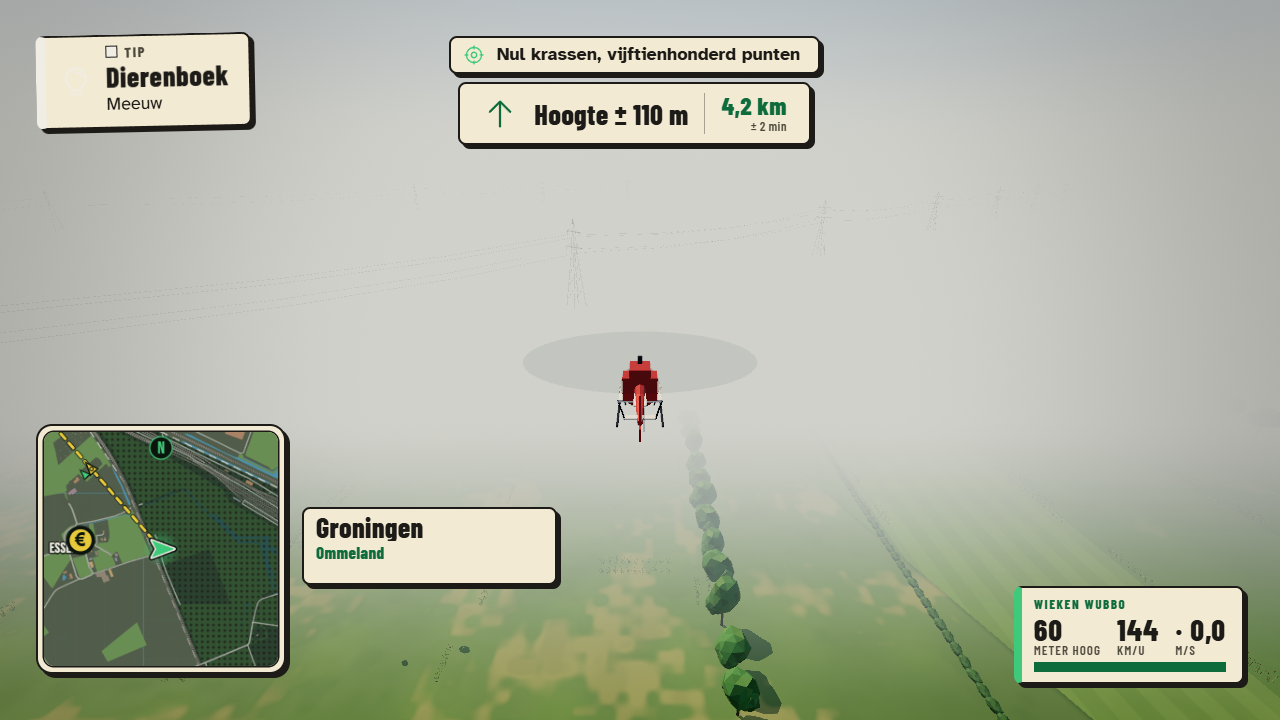 TIP
Dierenboek
Meeuw
Nul krassen, vijftienhonderd punten
Hoogte ± 110 m
4,2 km
± 2 min
N
€
Groningen
Ommeland
WIEKEN WUBBO
60 144 · 0,0
METER HOOG KM/U M/S